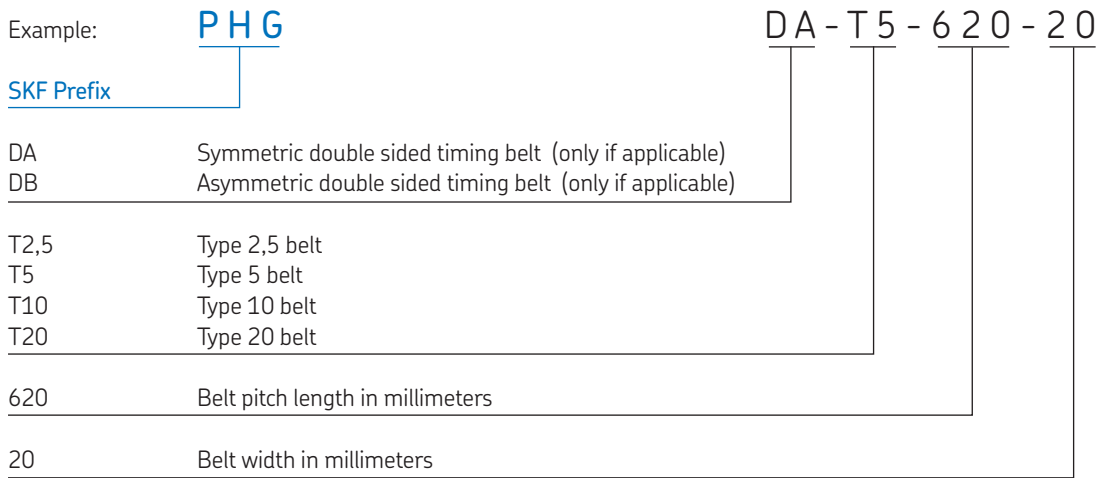 Example: PHG DA-T5-620-20
SKF Prefix
DA Symmetric double sided timing belt (only if applicable)
DB Asymmetric double sided timing belt (only if applicable)
T2,5 Type 2,5 belt
T5 Type 5 belt
T10 Type 10 belt
T20 Type 20 belt
620 Belt pitch length in millimeters
20 Belt width in millimeters